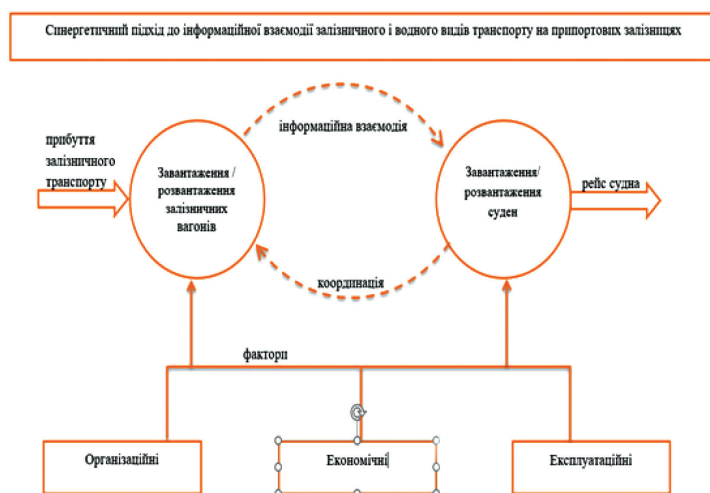 Синергетичний підхід до інформаційної взаємодії залізничного і водного видів транспорту на припортових залізницях
інформаційна взаємодія
прибуття
залізничного
транспорту
Завантаження /
розвантаження
залізничних
вагонів
Завантаження/
розвантаження
суден
рейс судна
координація
фактори
Організаційні
Економічні
Експлуатаційні